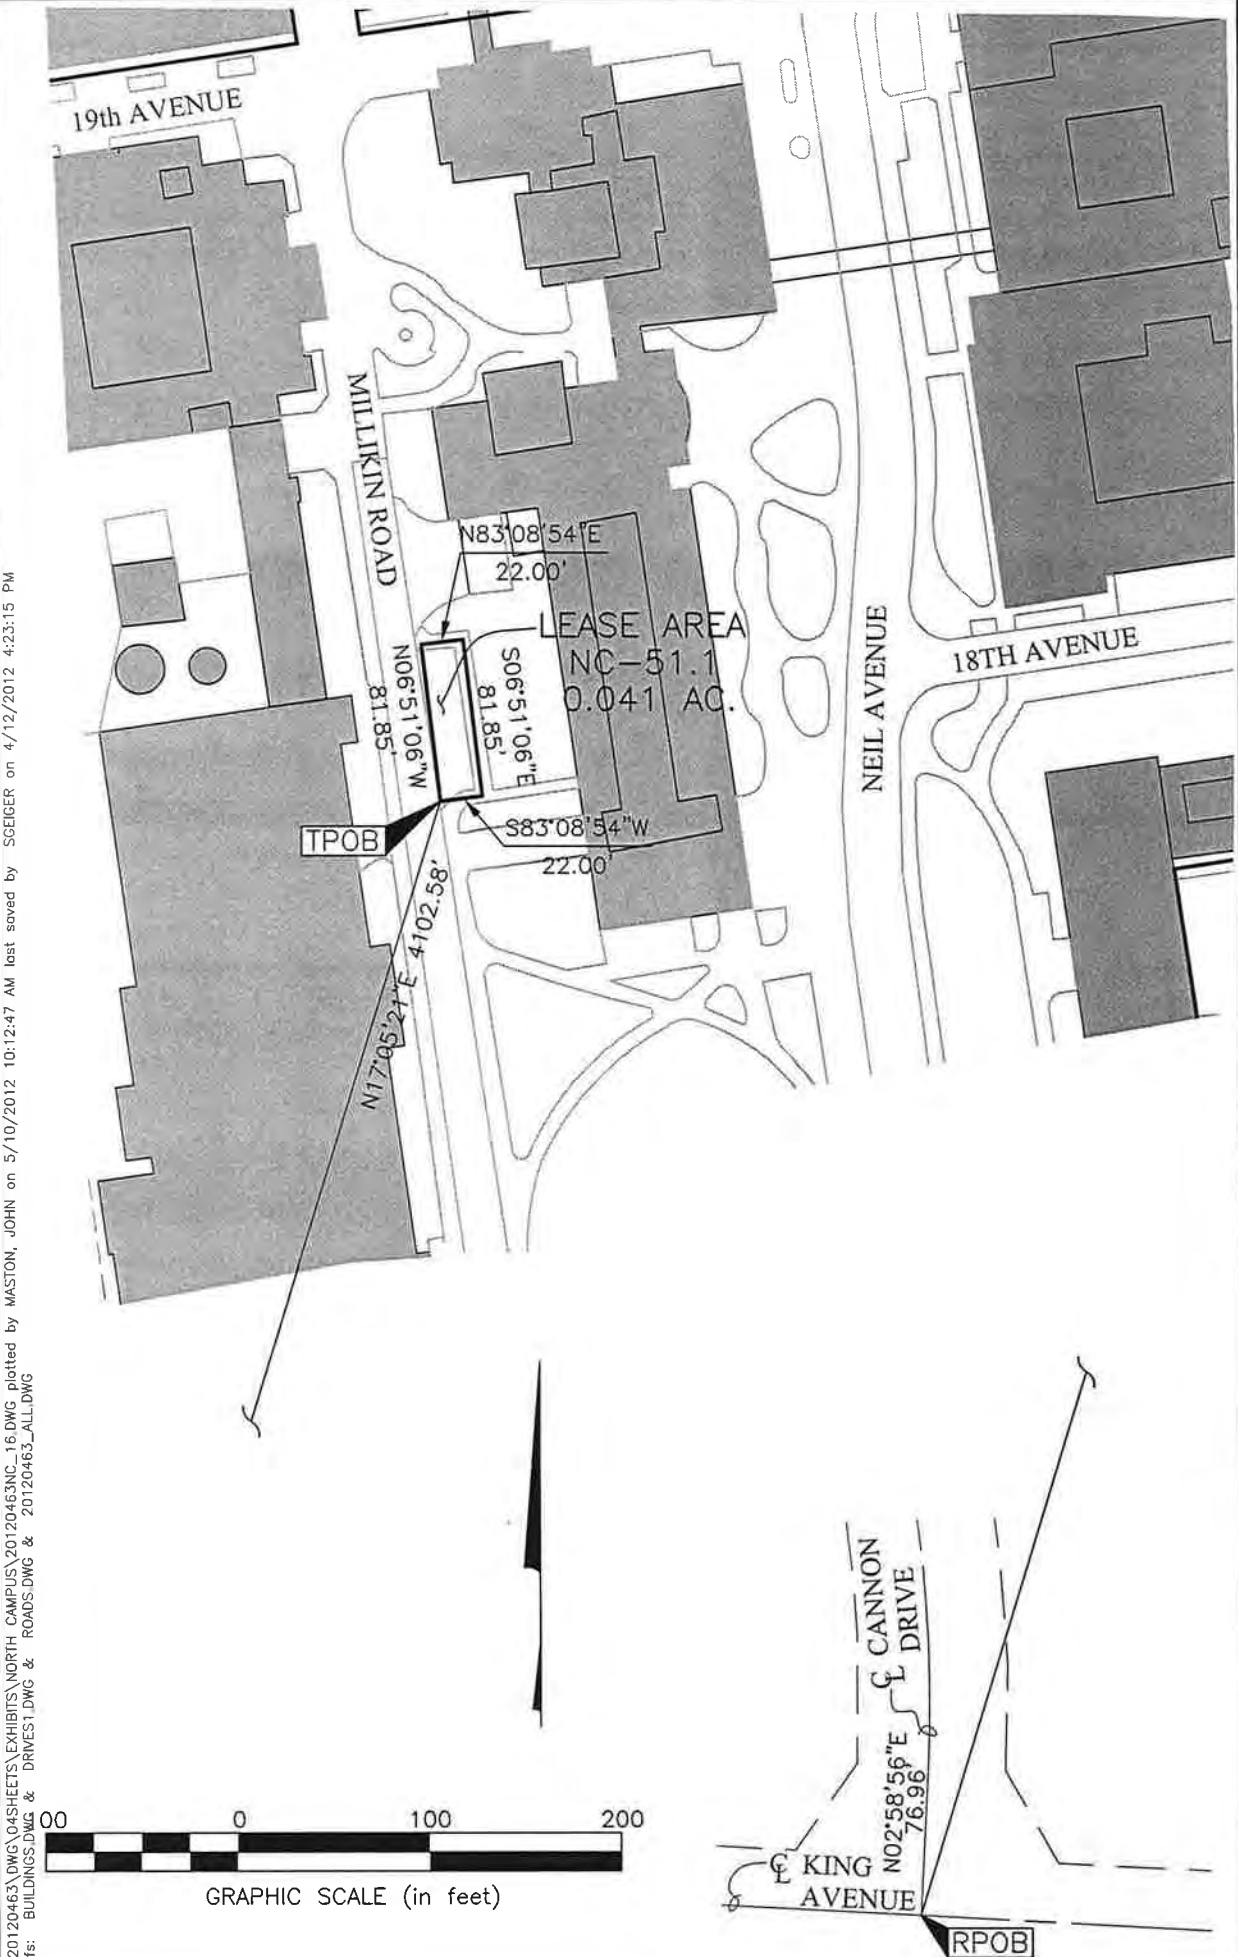 19th AVENUE
MILLIKIN ROAD
N83°08'54"E
22.00'
LEASE AREA
NC-51.1
0.041 AC.
N06°51'06"W
81.85'
S06°51'06"E
81.85'
NEIL AVENUE
18TH AVENUE
TPOB
S83°08'54"W
22.00'
N17°05'21"E 4102.58'
℄ CANNON
DRIVE
N02°58'56"E
76.96'
℄ KING
AVENUE
RPOB
00 0 100 200
GRAPHIC SCALE (in feet)
20120463\DWG\04SHEETS\EXHIBITS\NORTH CAMPUS\20120463NC_16.DWG plotted by MASTON, JOHN on 5/10/2012 10:12:47 AM last saved by SGEIGER on 4/12/2012 4:23:15 PM
fs: BUILDINGS.DWG & DRIVES1.DWG & ROADS.DWG & 20120463_ALL.DWG